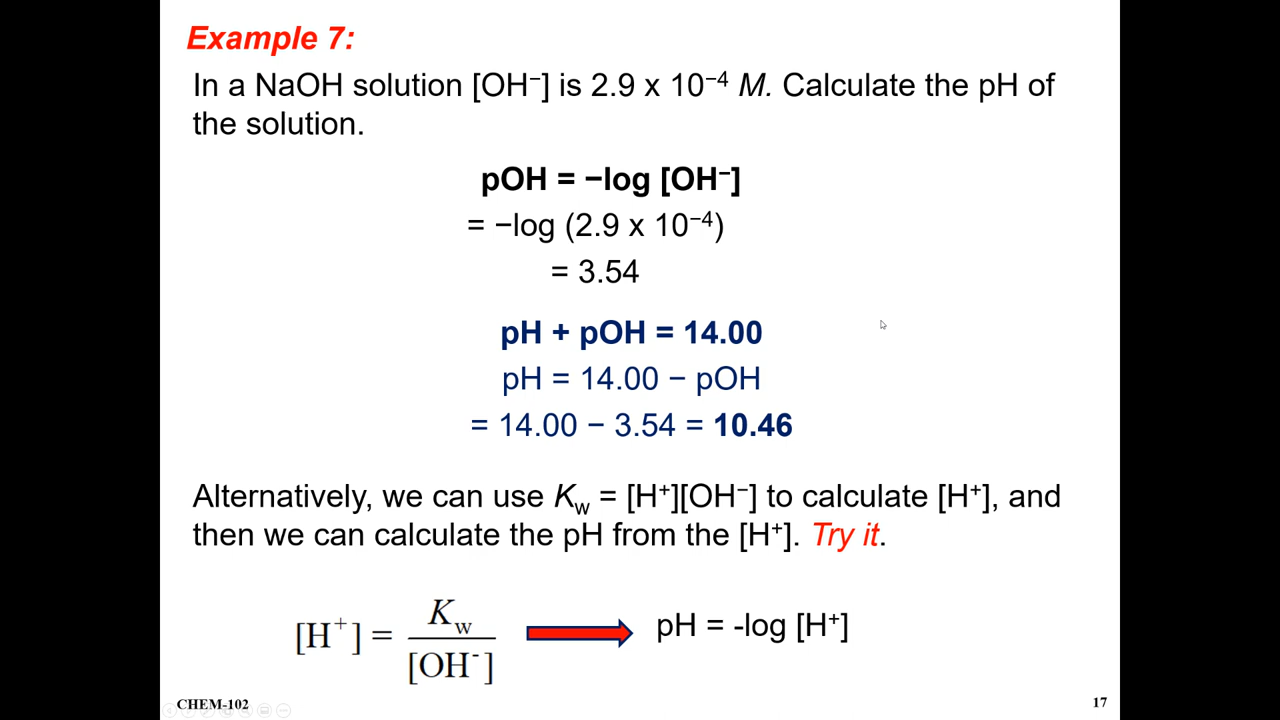 Example 7:
In a NaOH solution [OH⁻] is 2.9 x 10⁻⁴ M. Calculate the pH of
the solution.
pOH = −log [OH⁻]
= −log (2.9 x 10⁻⁴)
= 3.54
pH + pOH = 14.00
pH = 14.00 − pOH
= 14.00 − 3.54 = 10.46
Alternatively, we can use Kw = [H⁺][OH⁻] to calculate [H⁺], and
then we can calculate the pH from the [H⁺]. Try it.
[H⁺] = Kw / [OH⁻]
pH = -log [H⁺]
CHEM-102
17